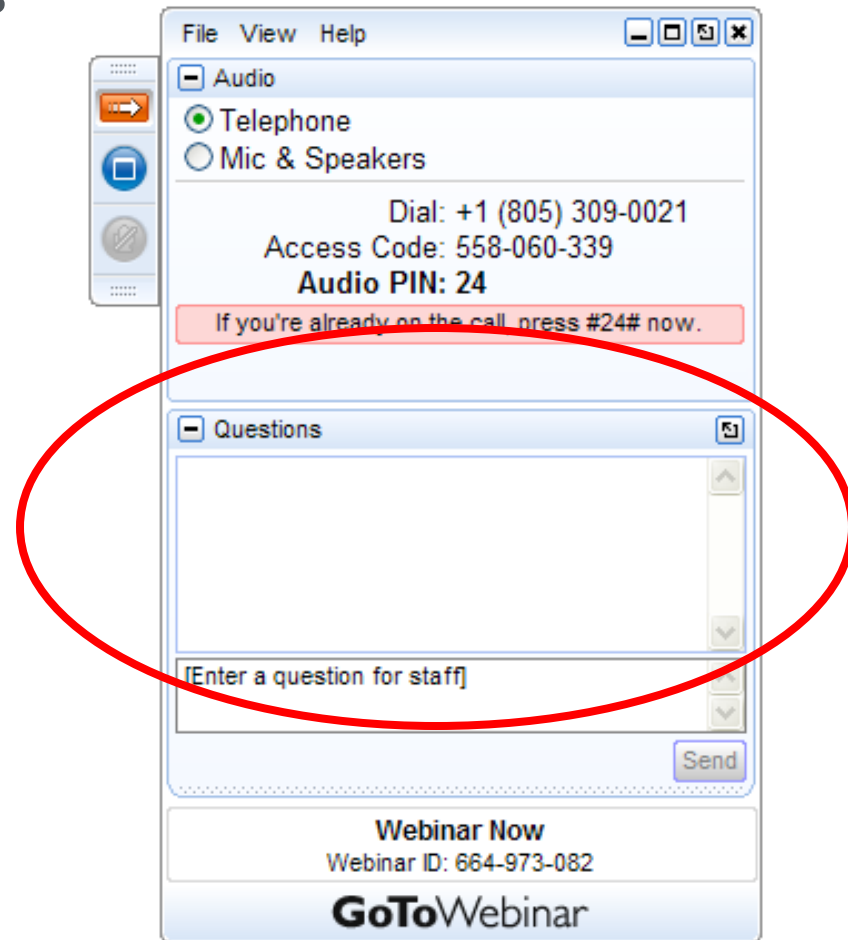 File View Help
Audio
Telephone
Mic & Speakers
Dial: +1 (805) 309-0021
Access Code: 558-060-339
Audio PIN: 24
If you're already on the call, press #24# now.
Questions
[Enter a question for staff]
Send
Webinar Now
Webinar ID: 664-973-082
GoToWebinar